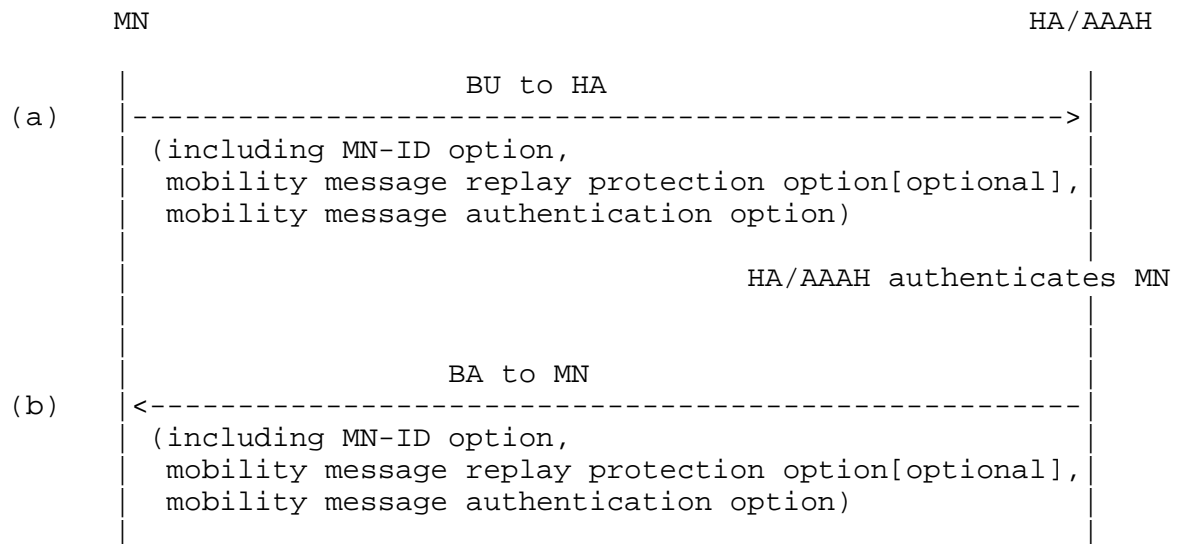 MN HA/AAAH
BU to HA
(a) |------------------------------------------------------>|
(including MN-ID option,
mobility message replay protection option[optional],
mobility message authentication option)
HA/AAAH authenticates MN
BA to MN
(b) |<------------------------------------------------------|
(including MN-ID option,
mobility message replay protection option[optional],
mobility message authentication option)